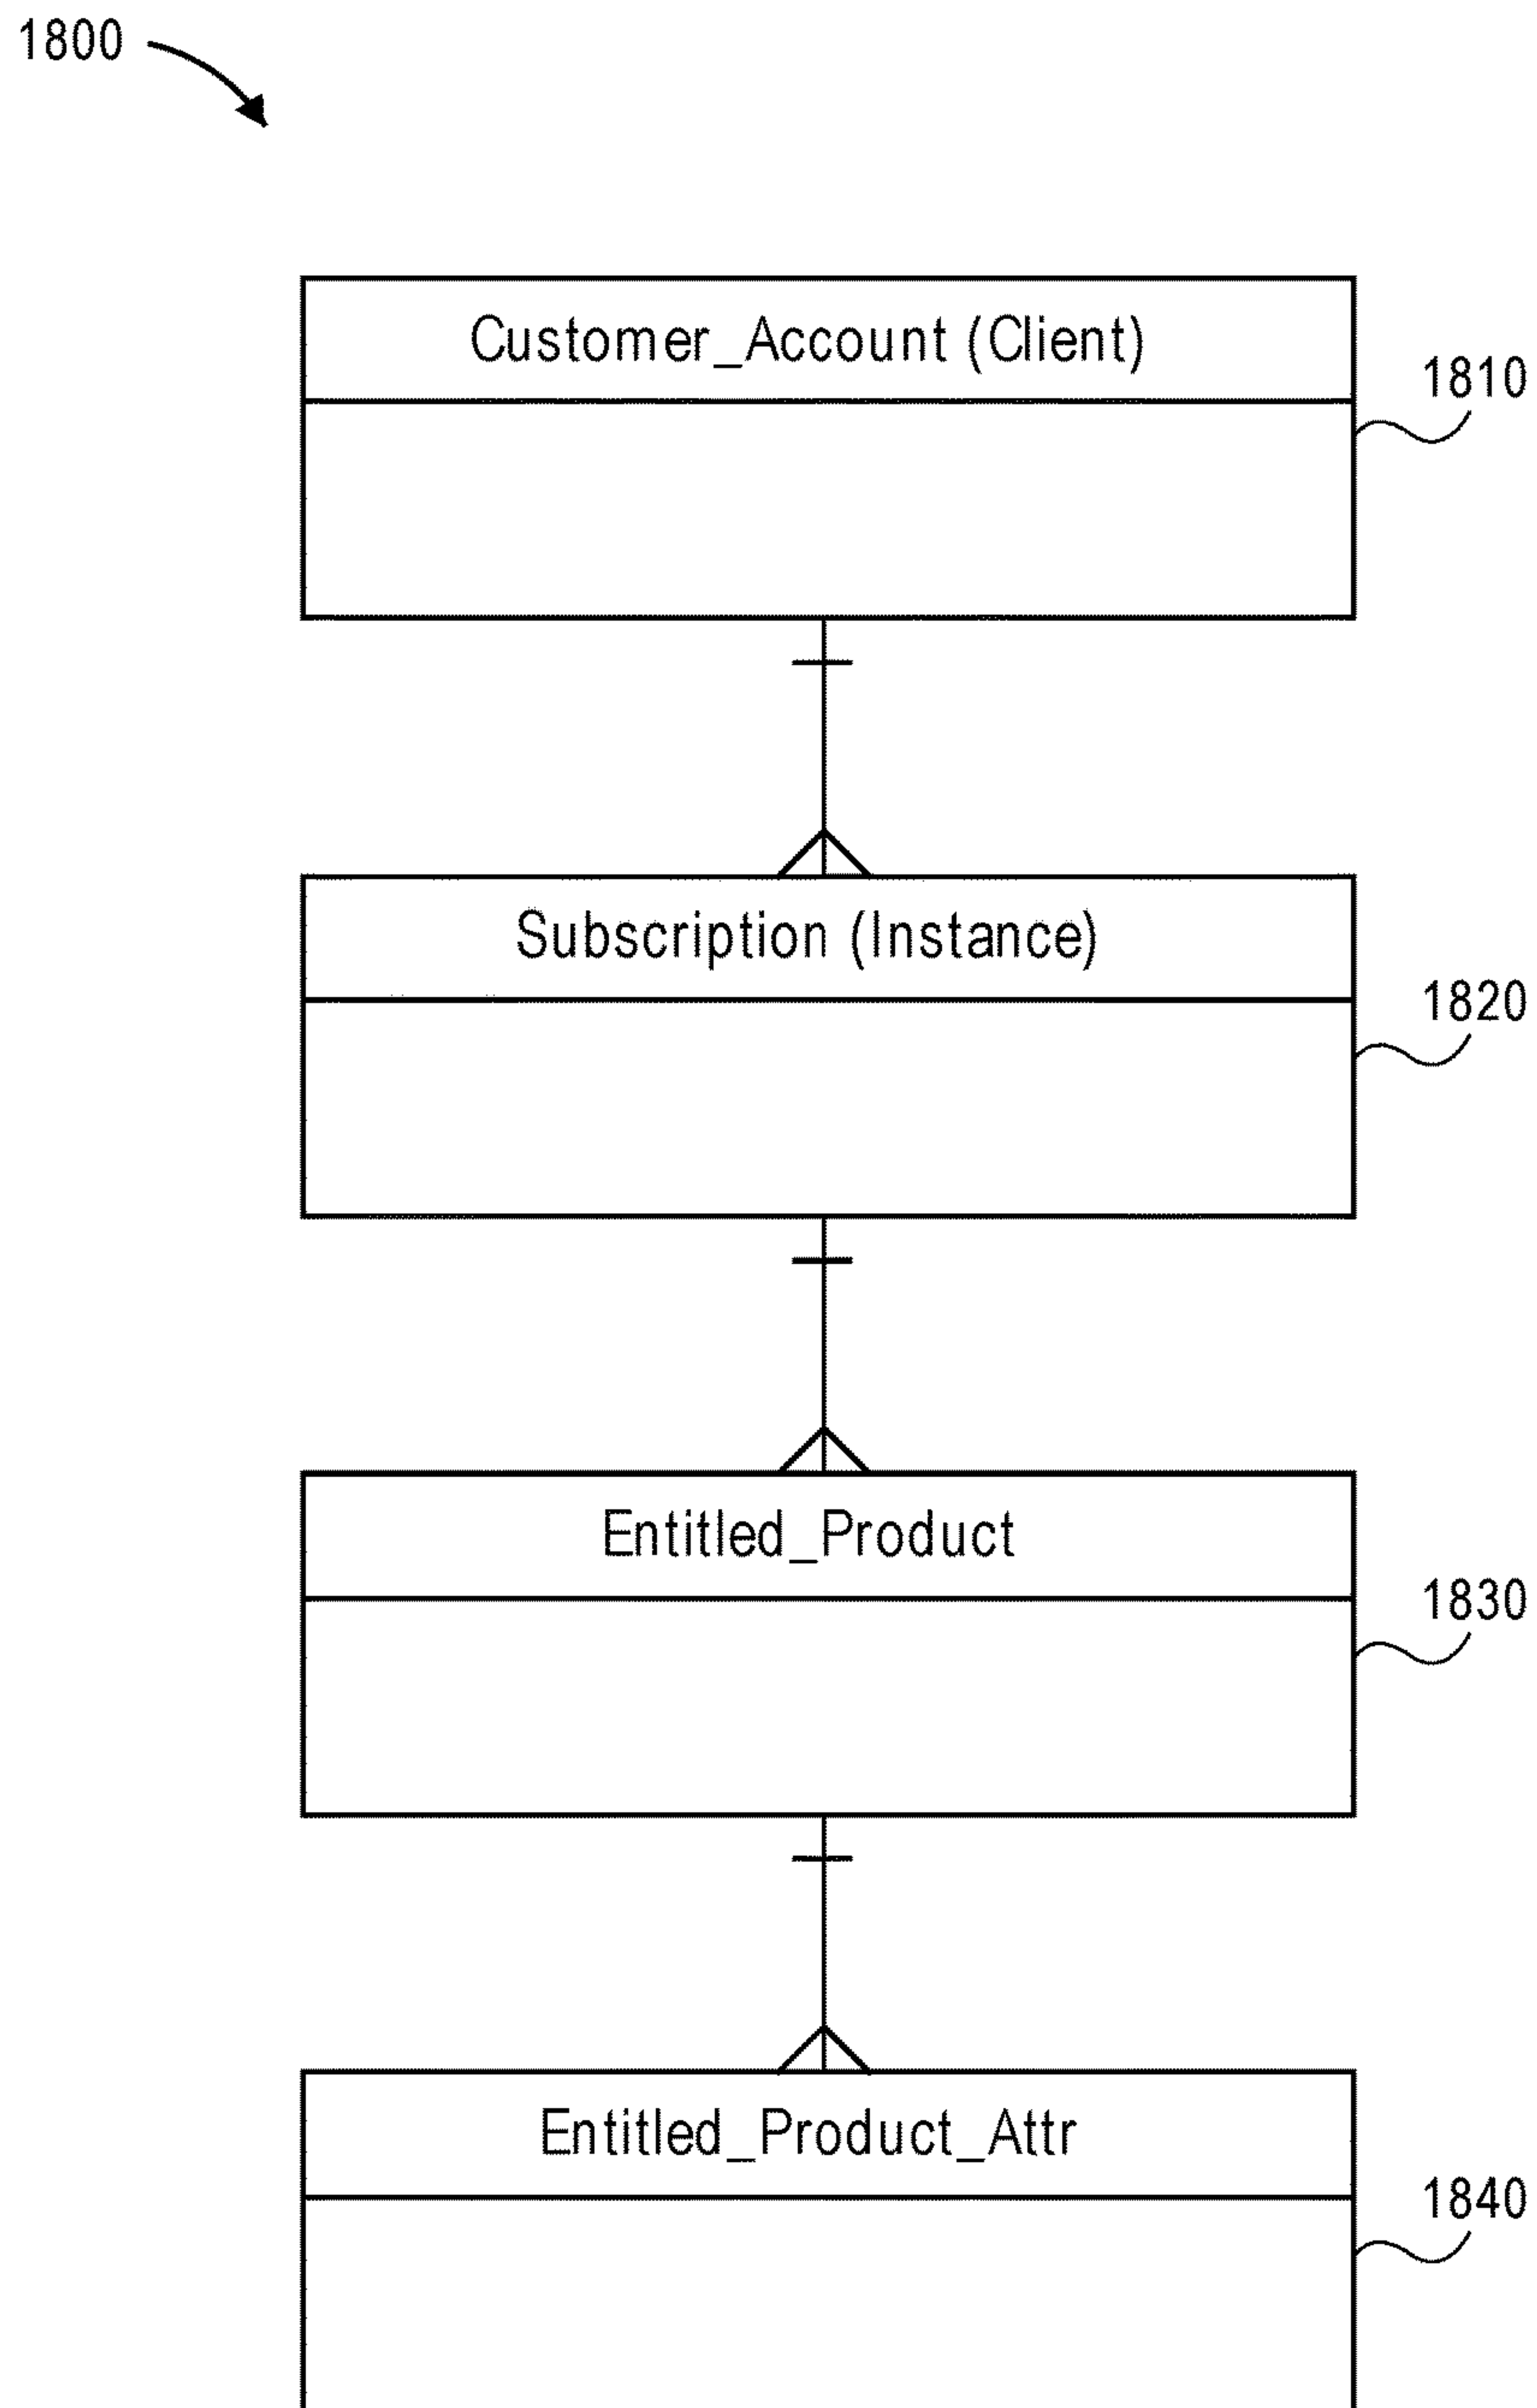 1800
Customer_Account (Client)
1810
Subscription (Instance)
1820
Entitled_Product
1830
Entitled_Product_Attr
1840